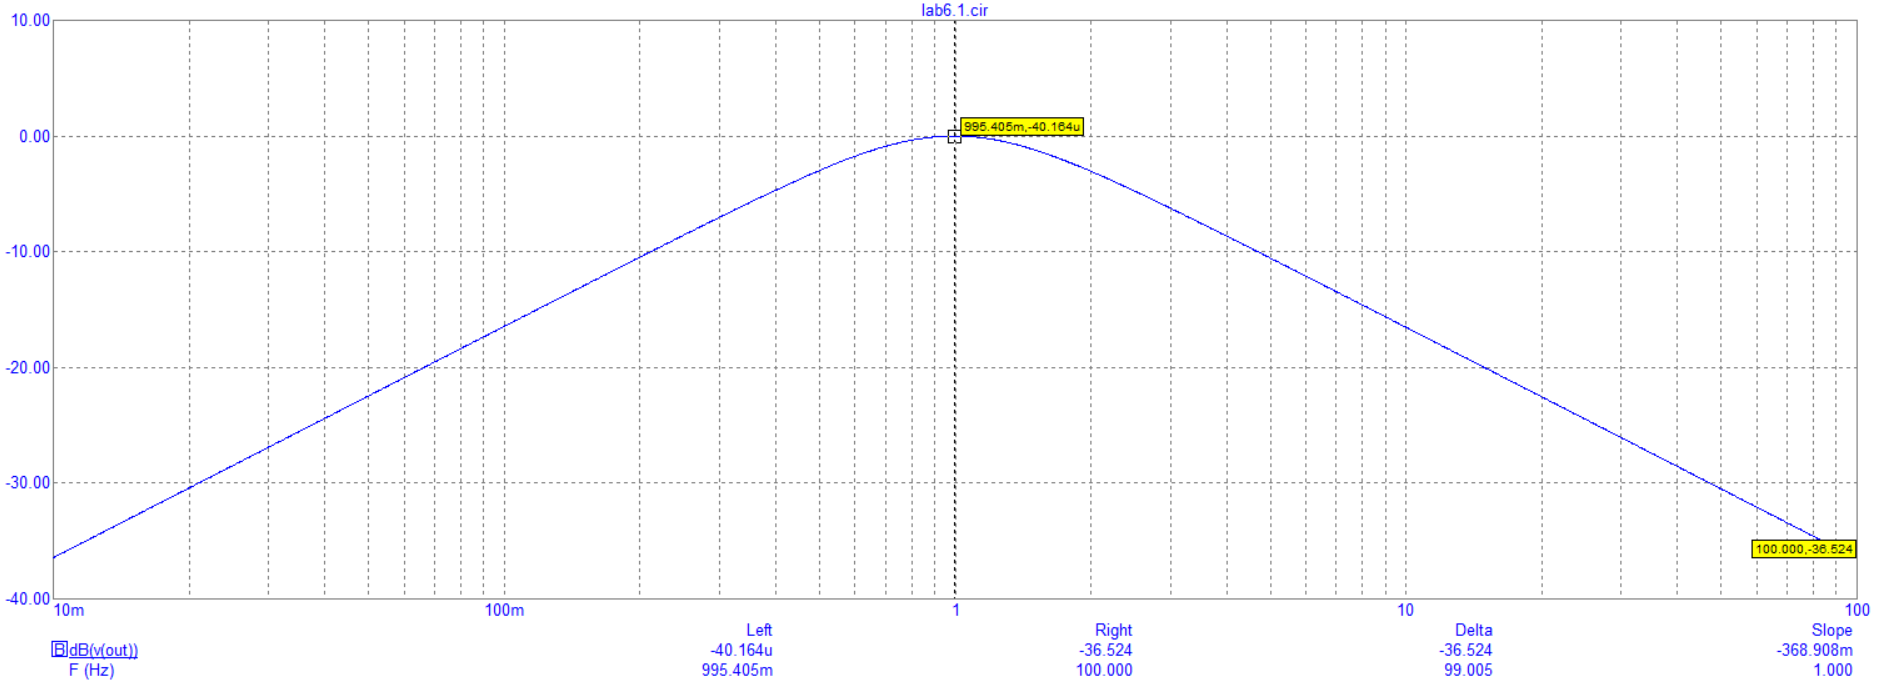 lab6.1.cir
10.00
995.405m,-40.164u
0.00
-10.00
-20.00
-30.00
100.000,-36.524
-40.00
10m 100m 1 10 100
Left Right Delta Slope
B dB(v(out)) -40.164u -36.524 -36.524 -368.908m
F (Hz) 995.405m 100.000 99.005 1.000